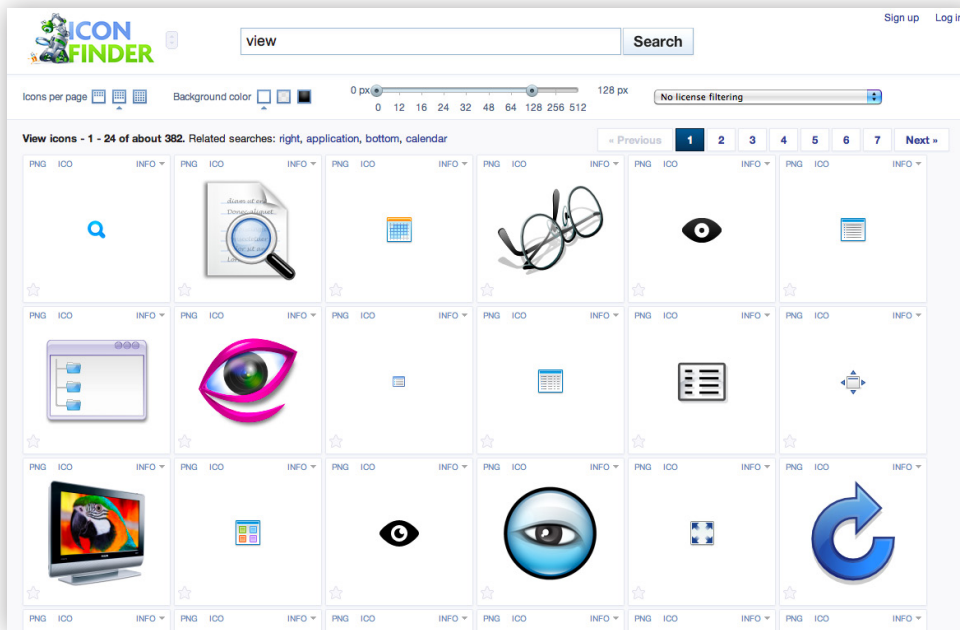 ICON
FINDER
view
Search
Sign up Log in
Icons per page
Background color
0 px
128 px
0 12 16 24 32 48 64 128 256 512
No license filtering
View icons - 1 - 24 of about 382. Related searches: right, application, bottom, calendar
« Previous 1 2 3 4 5 6 7 Next »
PNG ICO INFO PNG ICO INFO PNG ICO INFO PNG ICO INFO PNG ICO INFO PNG ICO INFO
PNG ICO INFO PNG ICO INFO PNG ICO INFO PNG ICO INFO PNG ICO INFO PNG ICO INFO
PNG ICO INFO PNG ICO INFO PNG ICO INFO PNG ICO INFO PNG ICO INFO PNG ICO INFO
PNG ICO INFO PNG ICO INFO PNG ICO INFO PNG ICO INFO PNG ICO INFO PNG ICO INFO